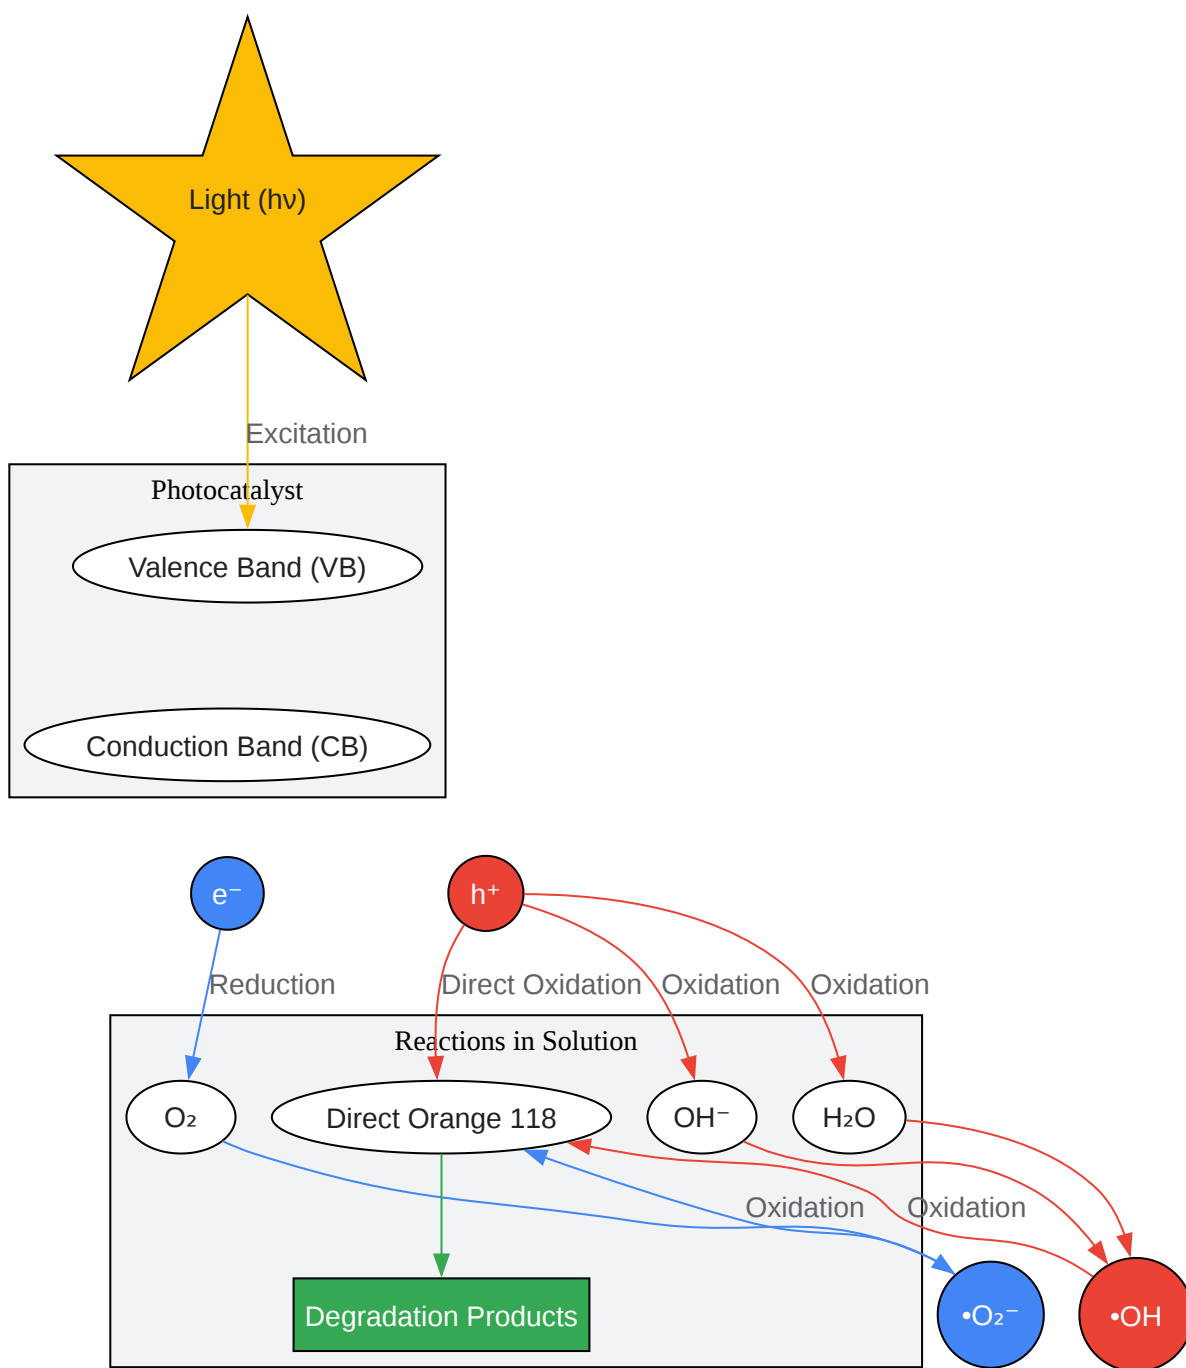 Light (hν)
Excitation
Photocatalyst
Valence Band (VB)
Conduction Band (CB)
e⁻
h⁺
Reduction
Direct Oxidation
Oxidation
Oxidation
Reactions in Solution
O₂
Direct Orange 118
OH⁻
H₂O
Oxidation
Oxidation
Degradation Products
•O₂⁻
•OH